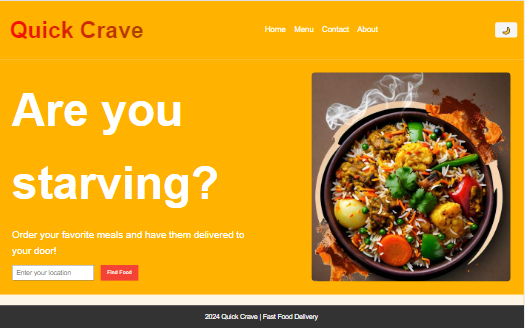 Quick Crave
Home Menu Contact About
Are you
starving?
Order your favorite meals and have them delivered to
your door!
Enter your location Find Food
2024 Quick Crave | Fast Food Delivery